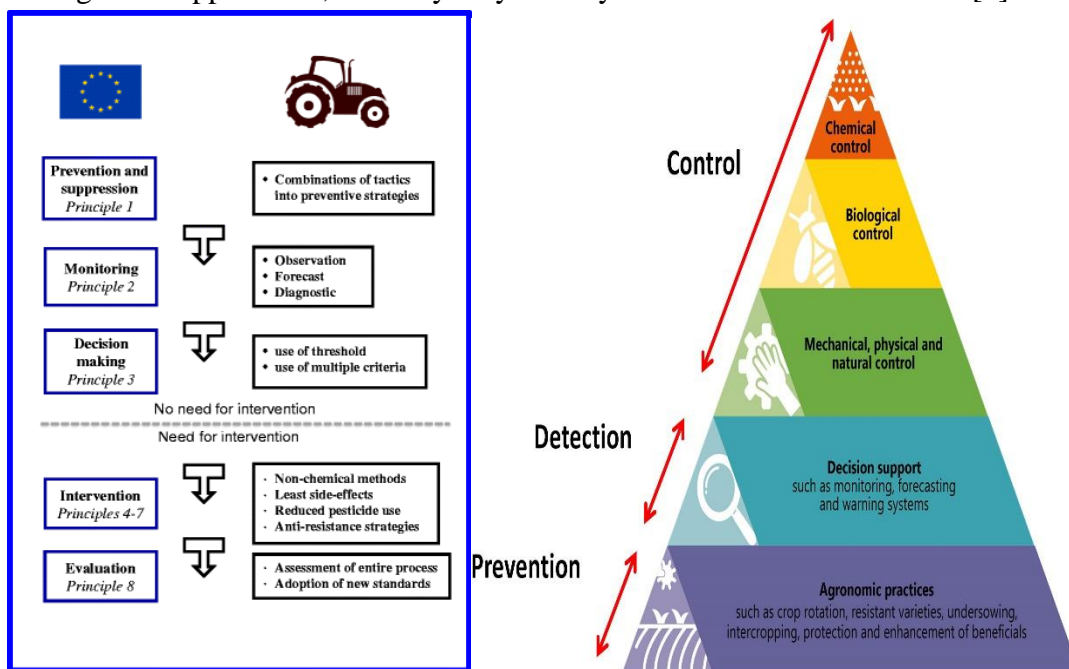 Prevention and
suppression
Principle 1
• Combinations of tactics
into preventive strategies
Monitoring
Principle 2
• Observation
• Forecast
• Diagnostic
Decision
making
Principle 3
• use of threshold
• use of multiple criteria
No need for intervention
Need for intervention
Intervention
Principles 4-7
· Non-chemical methods
· Least side-effects
· Reduced pesticide use
· Anti-resistance strategies
Evaluation
Principle 8
· Assessment of entire process
· Adoption of new standards
Control
Detection
Prevention
Chemical
control
Biological
control
Mechanical, physical and
natural control
Decision support
such as monitoring, forecasting
and warning systems
Agronomic practices
such as crop rotation, resistant varieties, undersowing,
intercropping, protection and enhancement of beneficials